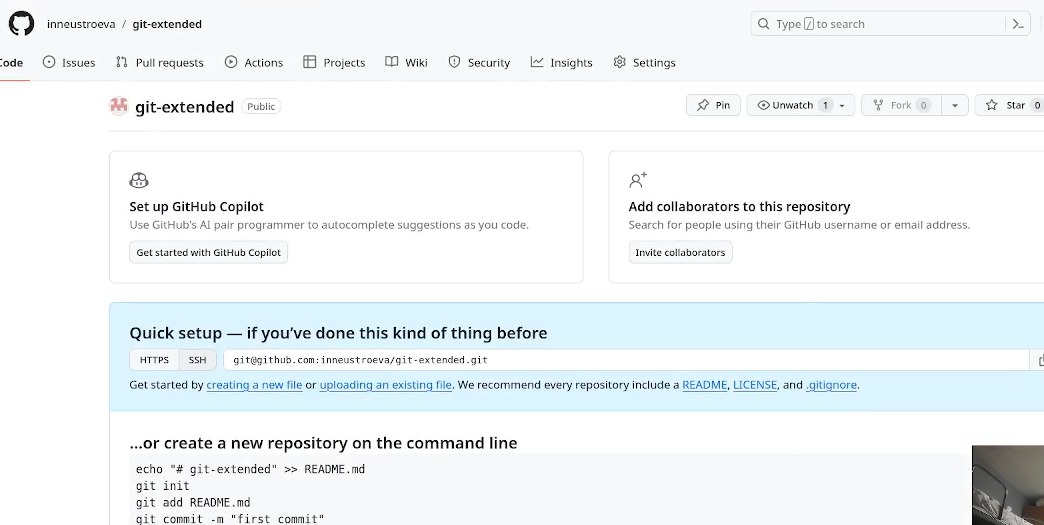 inneustroeva / git-extended
Type / to search
Code Issues Pull requests Actions Projects Wiki Security Insights Settings
git-extended Public
Pin Unwatch 1 Fork 0 Star 0
Set up GitHub Copilot
Use GitHub's AI pair programmer to autocomplete suggestions as you code.
Get started with GitHub Copilot
Add collaborators to this repository
Search for people using their GitHub username or email address.
Invite collaborators
Quick setup — if you've done this kind of thing before
HTTPS SSH git@github.com:inneustroeva/git-extended.git
Get started by creating a new file or uploading an existing file. We recommend every repository include a README, LICENSE, and .gitignore.
...or create a new repository on the command line
echo "# git-extended" >> README.md
git init
git add README.md
git commit -m "first commit"